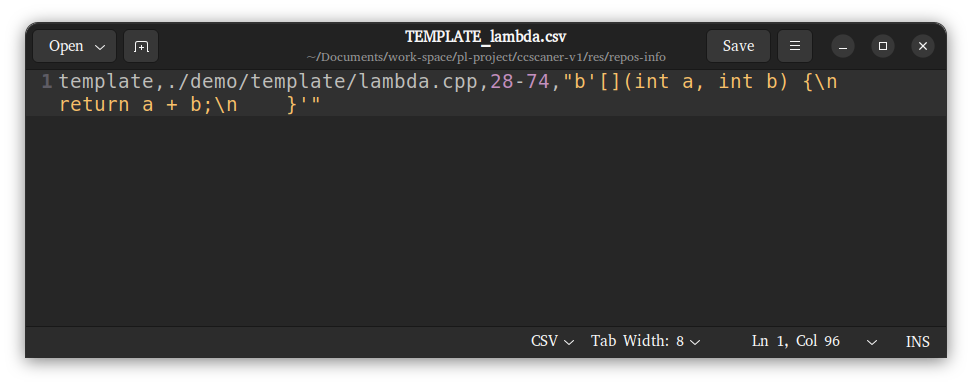 Open
TEMPLATE_lambda.csv
~/Documents/work-space/pl-project/ccscaner-v1/res/repos-info
Save
1 template,./demo/template/lambda.cpp,28-74,"b'[](int a, int b) {\n
return a + b;\n    }'"
CSV
Tab Width: 8
Ln 1, Col 96
INS